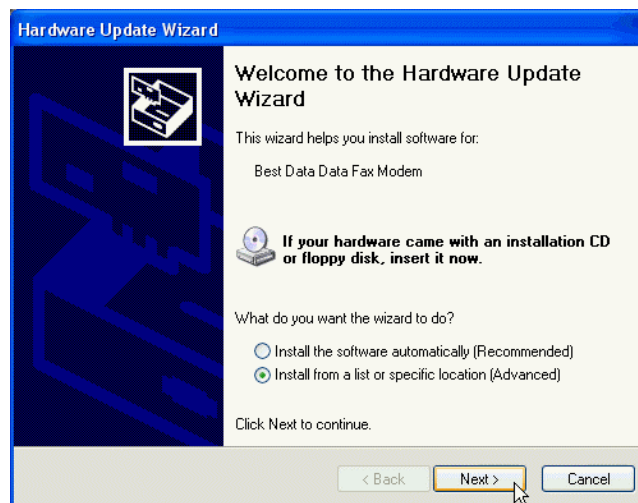 Hardware Update Wizard
Welcome to the Hardware Update
Wizard
This wizard helps you install software for:
Best Data Data Fax Modem
If your hardware came with an installation CD
or floppy disk, insert it now.
What do you want the wizard to do?
Install the software automatically (Recommended)
Install from a list or specific location (Advanced)
Click Next to continue.
< Back Next > Cancel